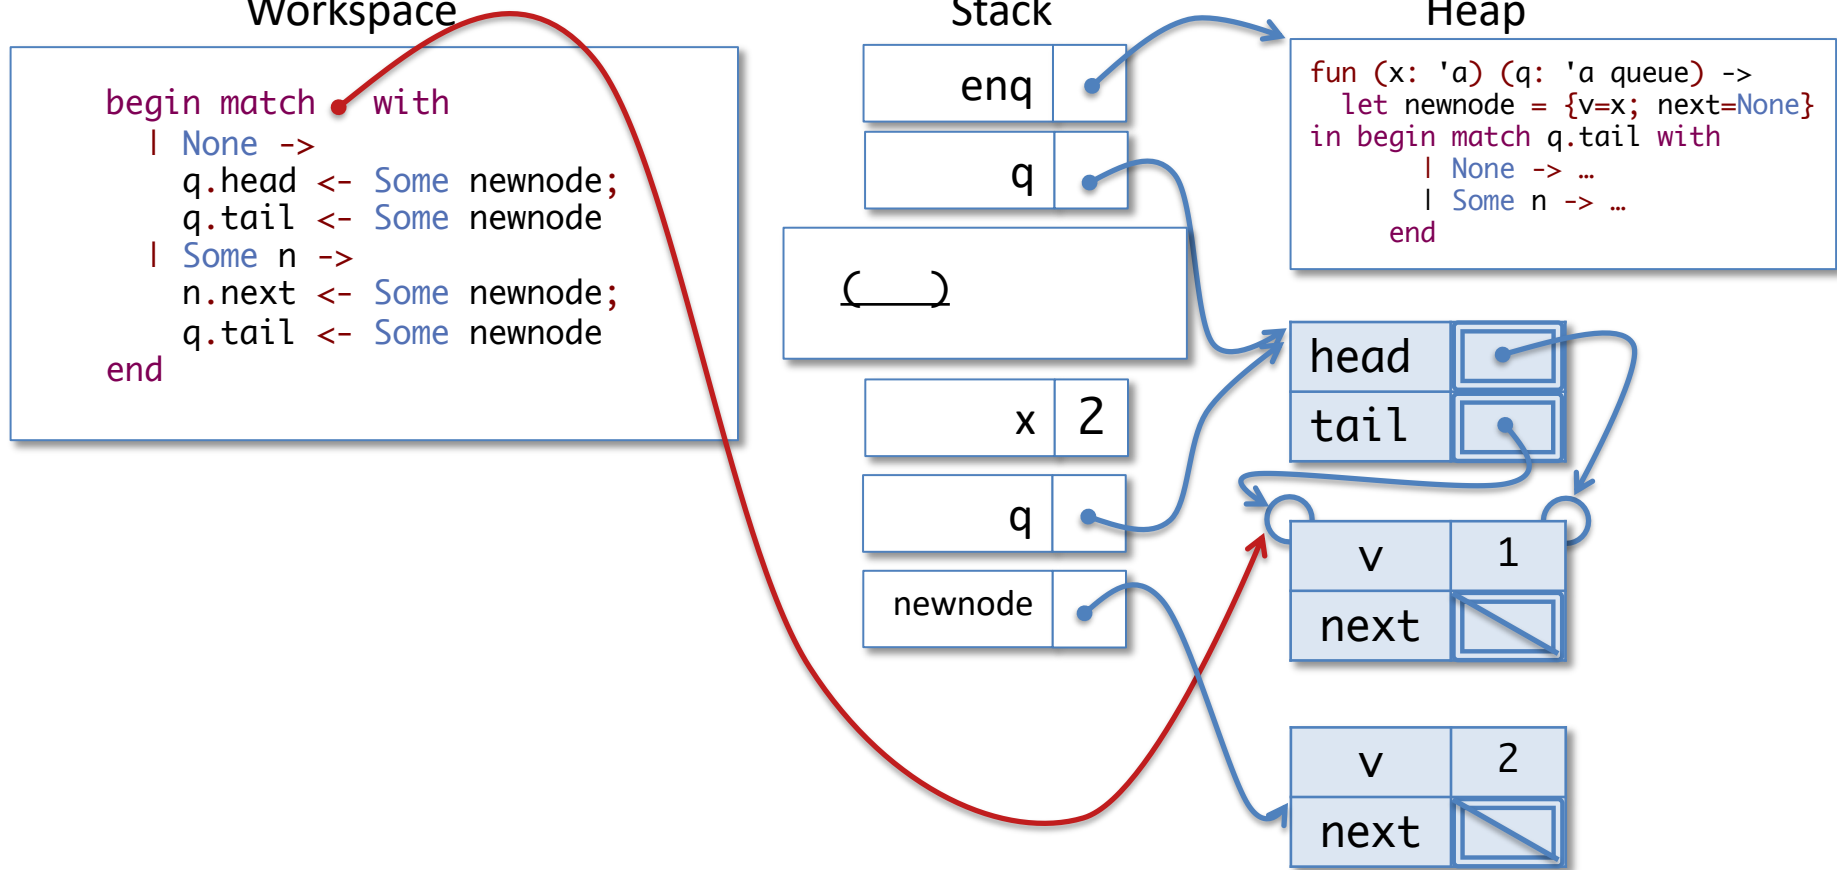 Workspace
begin match with
| None ->
q.head <- Some newnode;
q.tail <- Some newnode
| Some n ->
n.next <- Some newnode;
q.tail <- Some newnode
end
Stack
enq
q
(___)
x 2
q
newnode
Heap
fun (x: 'a) (q: 'a queue) ->
let newnode = {v=x; next=None}
in begin match q.tail with
| None -> …
| Some n -> …
end
head
tail
v 1
next
v 2
next